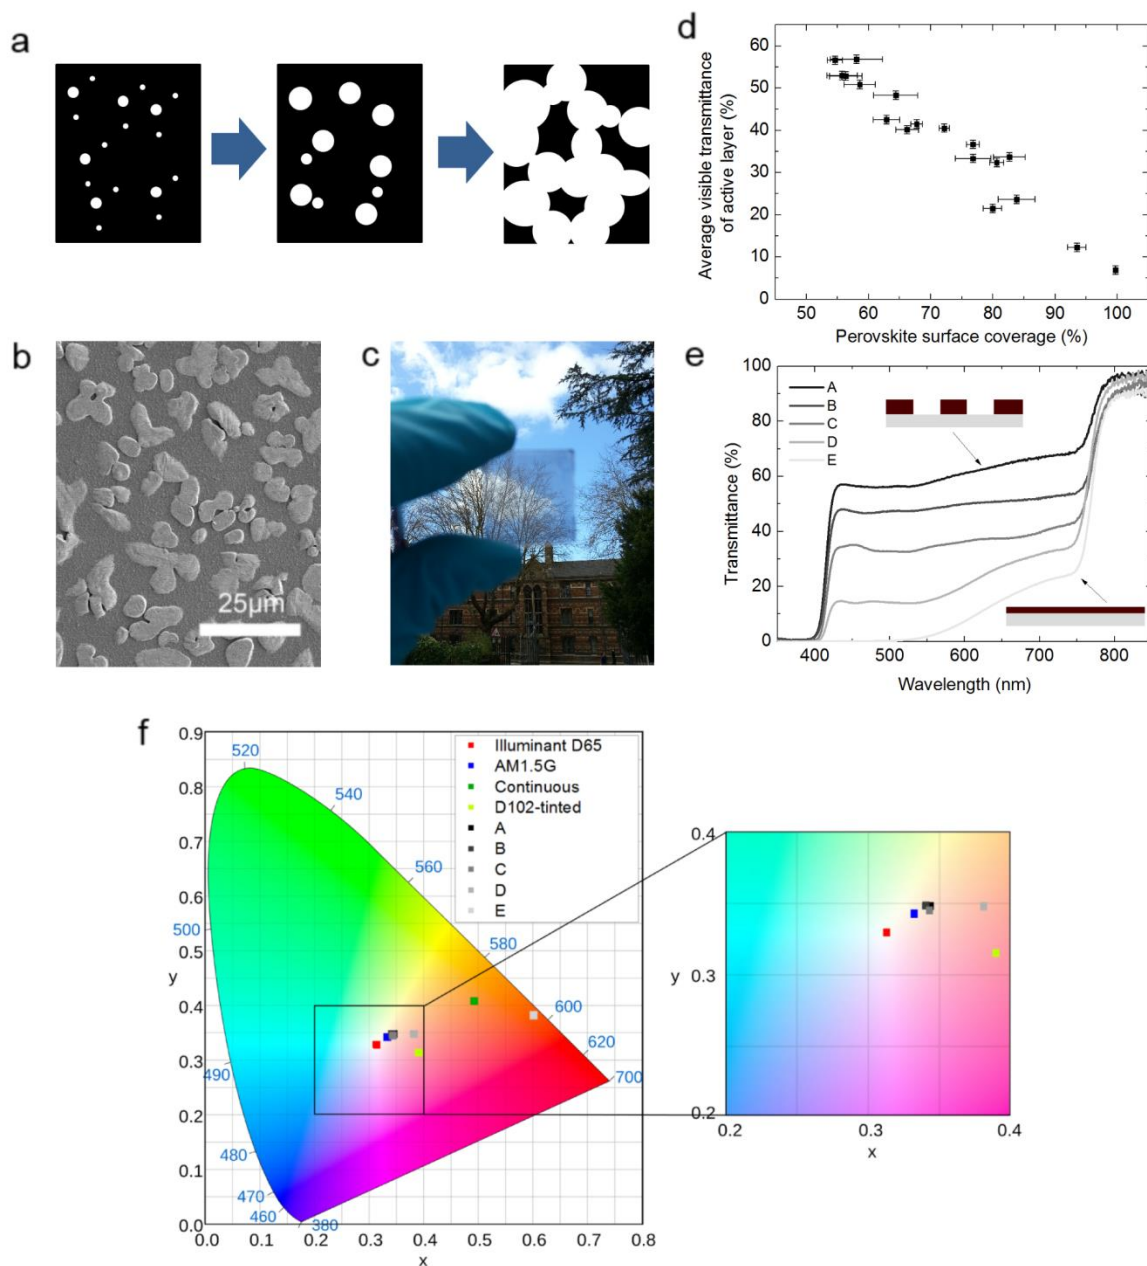 a
b
25µm
c
d
Average visible transmittance
of active layer (%)
60
50
40
30
20
10
0
50
60
70
80
90
100
Perovskite surface coverage (%)
e
Transmittance (%)
100
80
60
40
20
0
A
B
C
D
E
400
500
600
700
800
Wavelength (nm)
f
y
0.9
0.8
0.7
0.6
0.5
0.4
0.3
0.2
0.1
0.0
0.0
0.1
0.2
0.3
0.4
0.5
0.6
0.7
0.8
x
520
540
560
580
600
620
700
500
490
480
470
460
380
Illuminant D65
AM1.5G
Continuous
D102-tinted
A
B
C
D
E
0.4
0.3
0.2
y
0.2
0.3
0.4
x